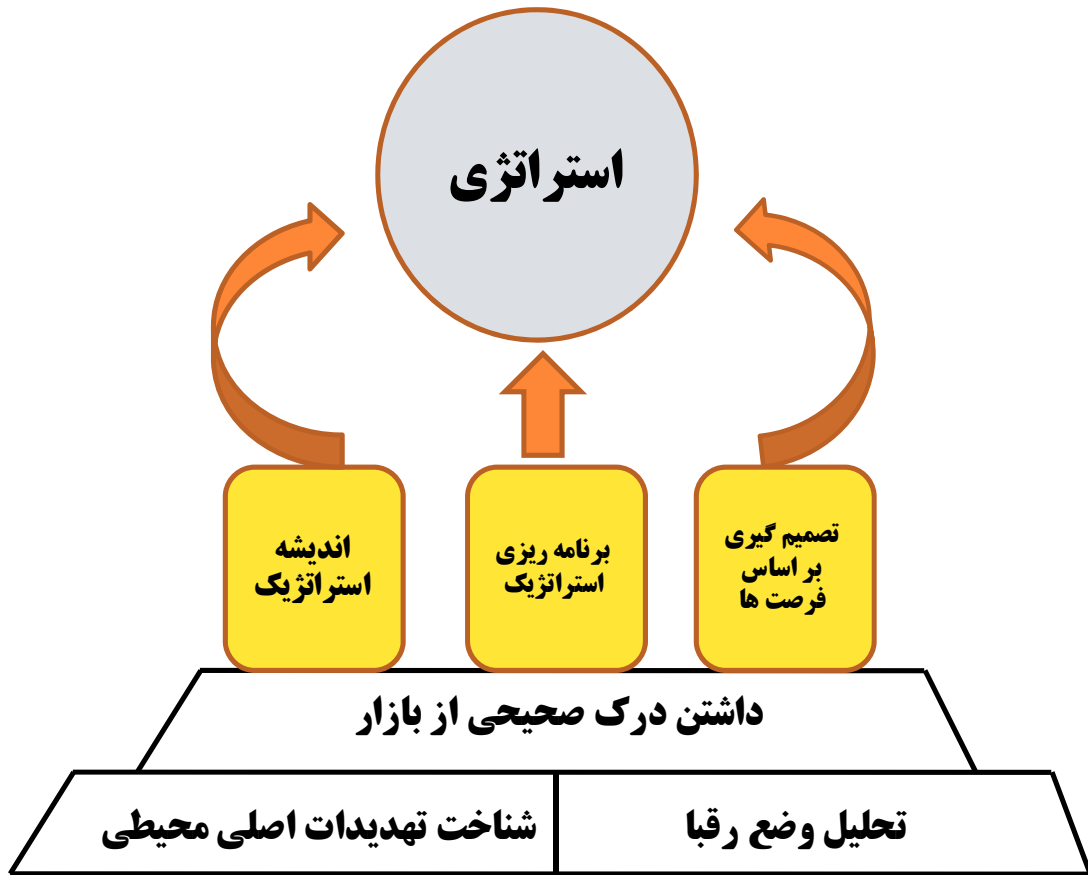 استراتژی
تصمیم گیری
بر اساس
فرصت ها
برنامه ریزی
استراتژیک
اندیشه
استراتژیک
داشتن درک صحیحی از بازار
تحلیل وضع رقبا
شناخت تهدیدات اصلی محیطی